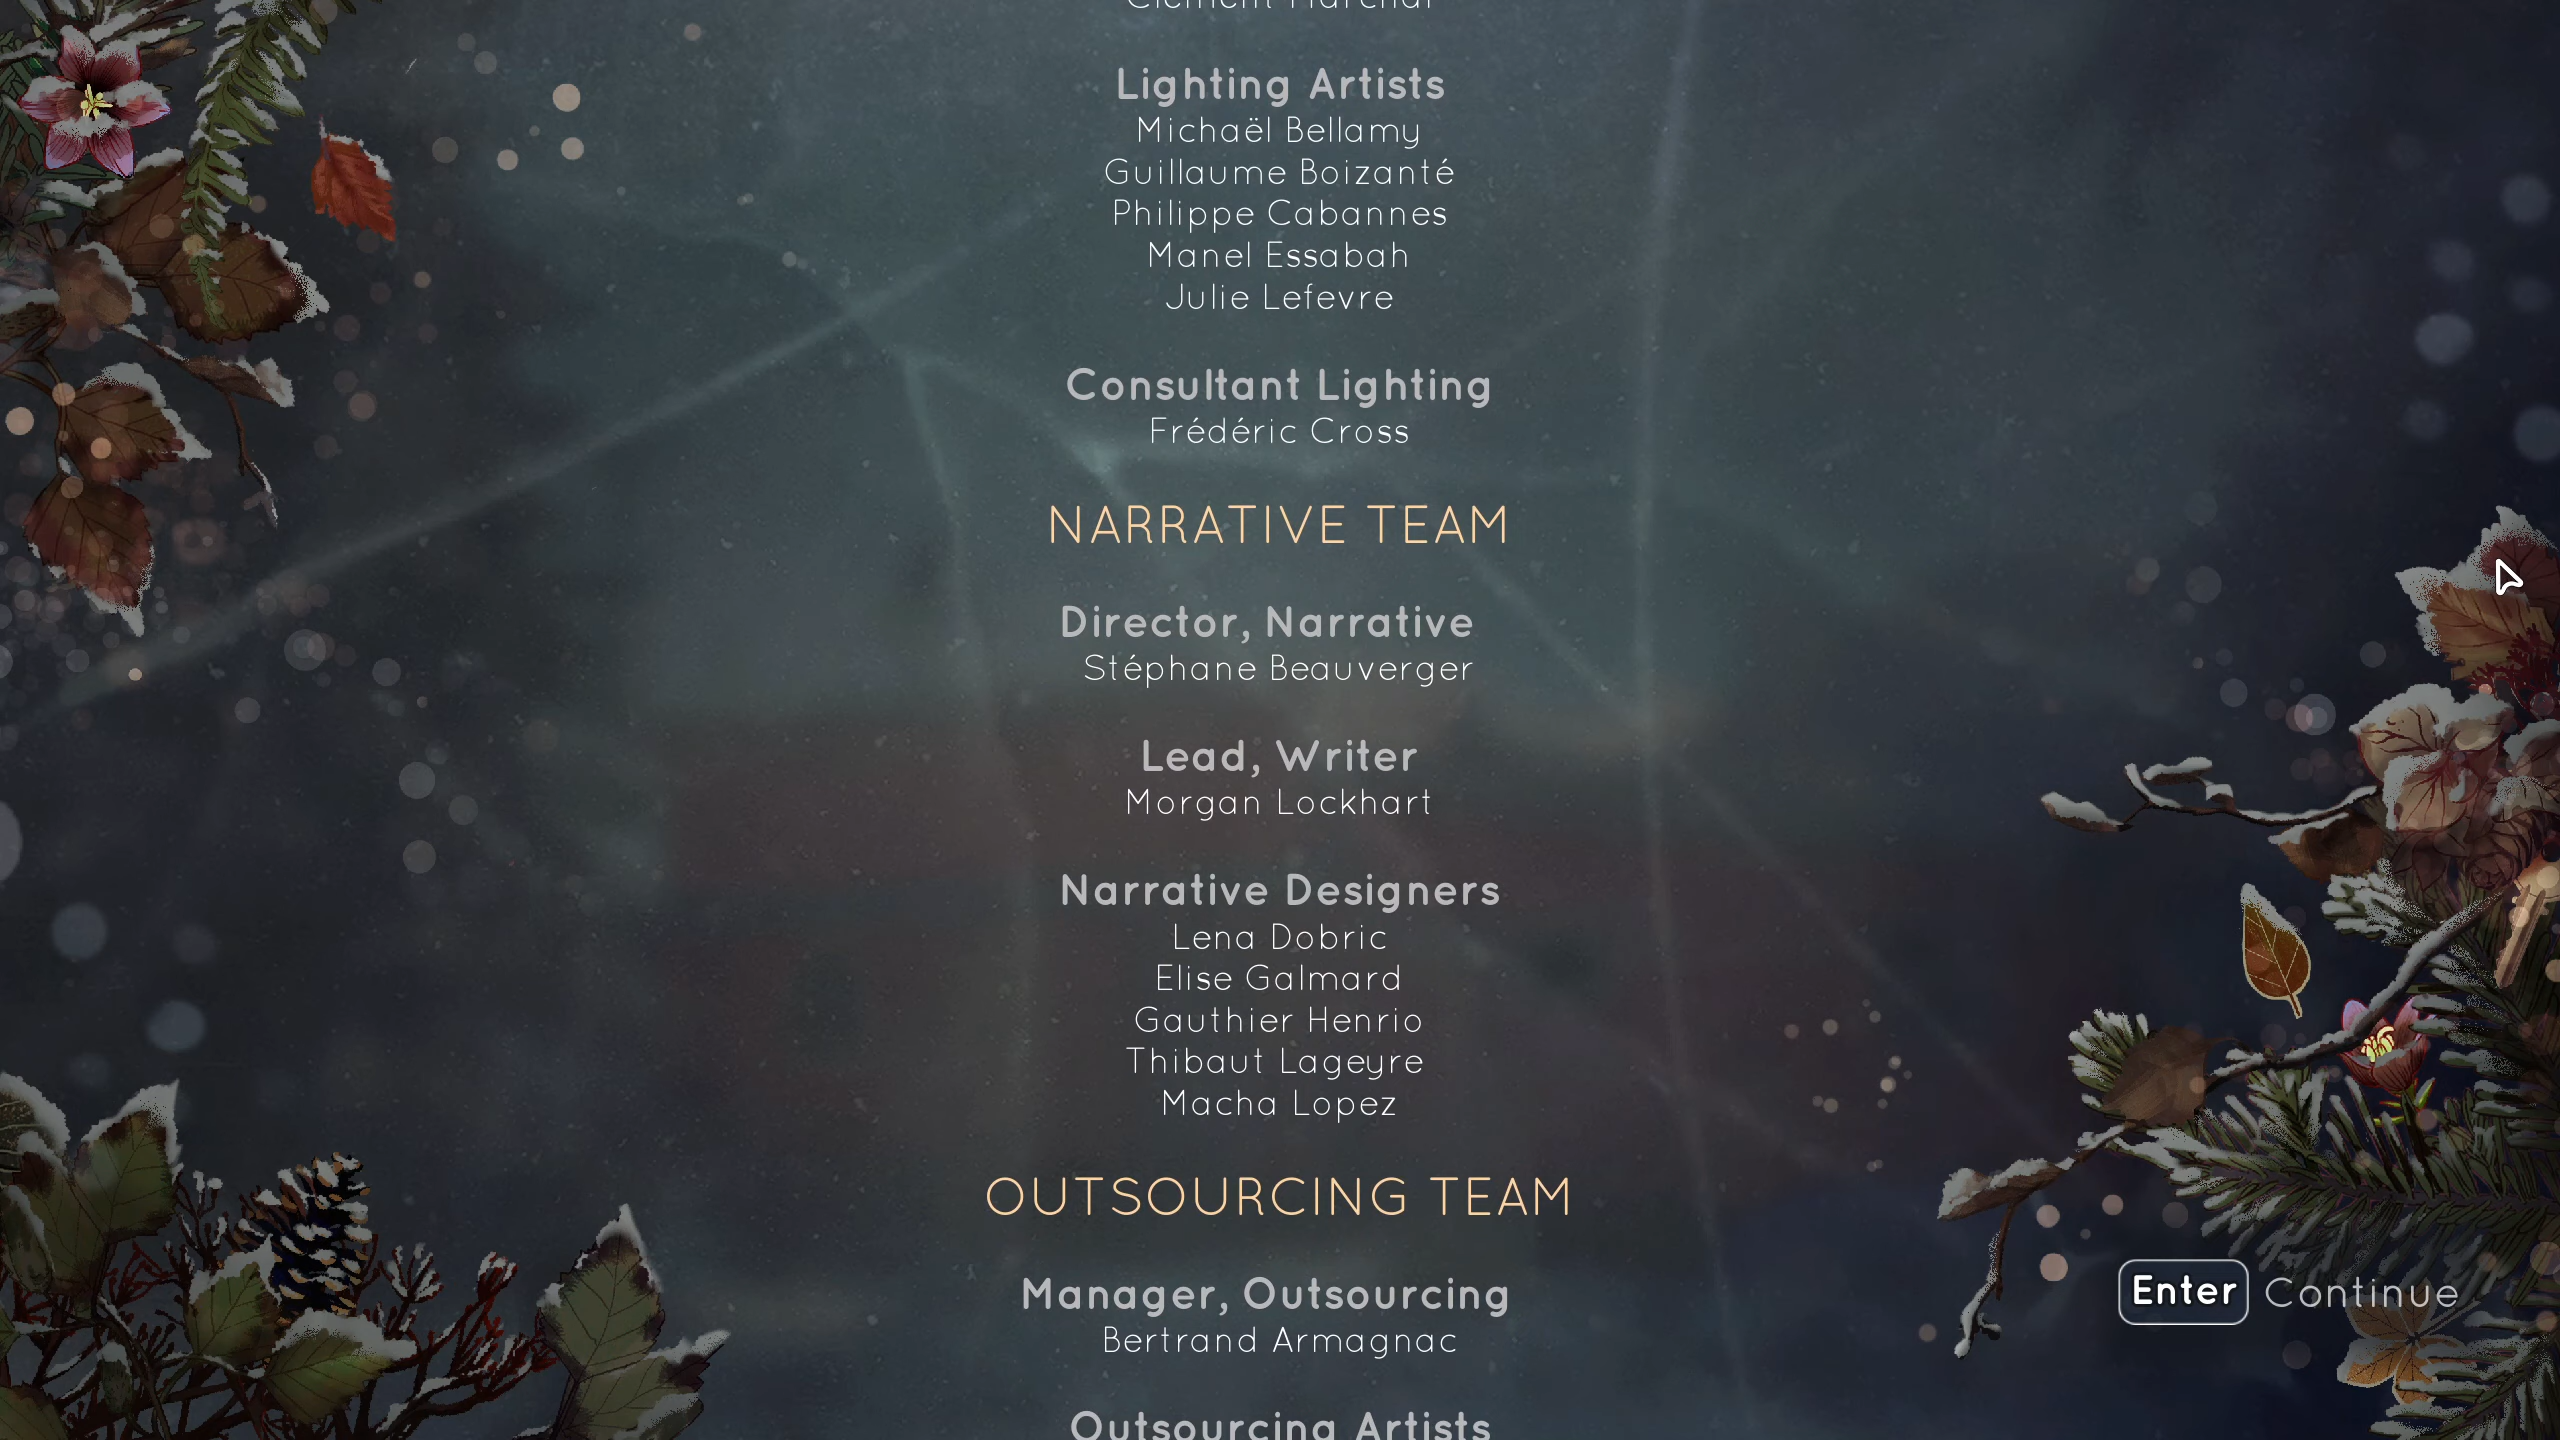 Clément Marchal
Lighting Artists
Michaël Bellamy
Guillaume Boizanté
Philippe Cabannes
Manel Essabah
Julie Lefevre
Consultant Lighting
Frédéric Cross
NARRATIVE TEAM
Director, Narrative
Stéphane Beauverger
Lead, Writer
Morgan Lockhart
Narrative Designers
Lena Dobric
Elise Galmard
Gauthier Henrio
Thibaut Lageyre
Macha Lopez
OUTSOURCING TEAM
Manager, Outsourcing
Bertrand Armagnac
Enter Continue
Outsourcing Artists